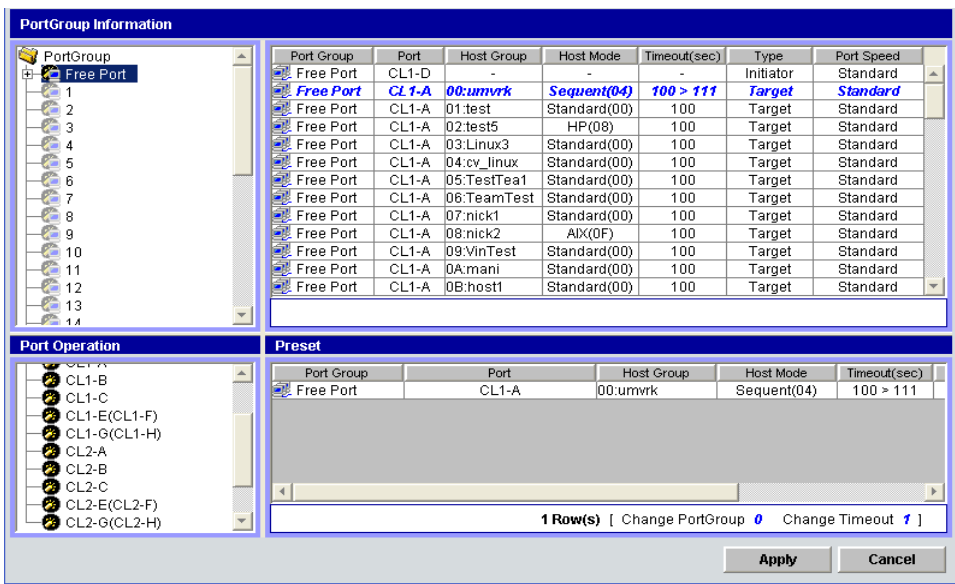 PortGroup Information
PortGroup
Free Port
1
2
3
4
5
6
7
8
9
10
11
12
13
14
Port Group Port Host Group Host Mode Timeout(sec) Type Port Speed
Free Port CL1-D - - - Initiator Standard
Free Port CL1-A 00:umvrk Sequent(04) 100 > 111 Target Standard
Free Port CL1-A 01:test Standard(00) 100 Target Standard
Free Port CL1-A 02:test5 HP(08) 100 Target Standard
Free Port CL1-A 03:Linux3 Standard(00) 100 Target Standard
Free Port CL1-A 04:cv_linux Standard(00) 100 Target Standard
Free Port CL1-A 05:TestTea1 Standard(00) 100 Target Standard
Free Port CL1-A 06:TeamTest Standard(00) 100 Target Standard
Free Port CL1-A 07:nick1 Standard(00) 100 Target Standard
Free Port CL1-A 08:nick2 AIX(0F) 100 Target Standard
Free Port CL1-A 09:VinTest Standard(00) 100 Target Standard
Free Port CL1-A 0A:mani Standard(00) 100 Target Standard
Free Port CL1-A 0B:host1 Standard(00) 100 Target Standard
Port Operation
CL1-A
CL1-B
CL1-C
CL1-E(CL1-F)
CL1-G(CL1-H)
CL2-A
CL2-B
CL2-C
CL2-E(CL2-F)
CL2-G(CL2-H)
Preset
Port Group Port Host Group Host Mode Timeout(sec)
Free Port CL1-A 00:umvrk Sequent(04) 100 > 111
1 Row(s) [ Change PortGroup 0 Change Timeout 1 ]
Apply Cancel